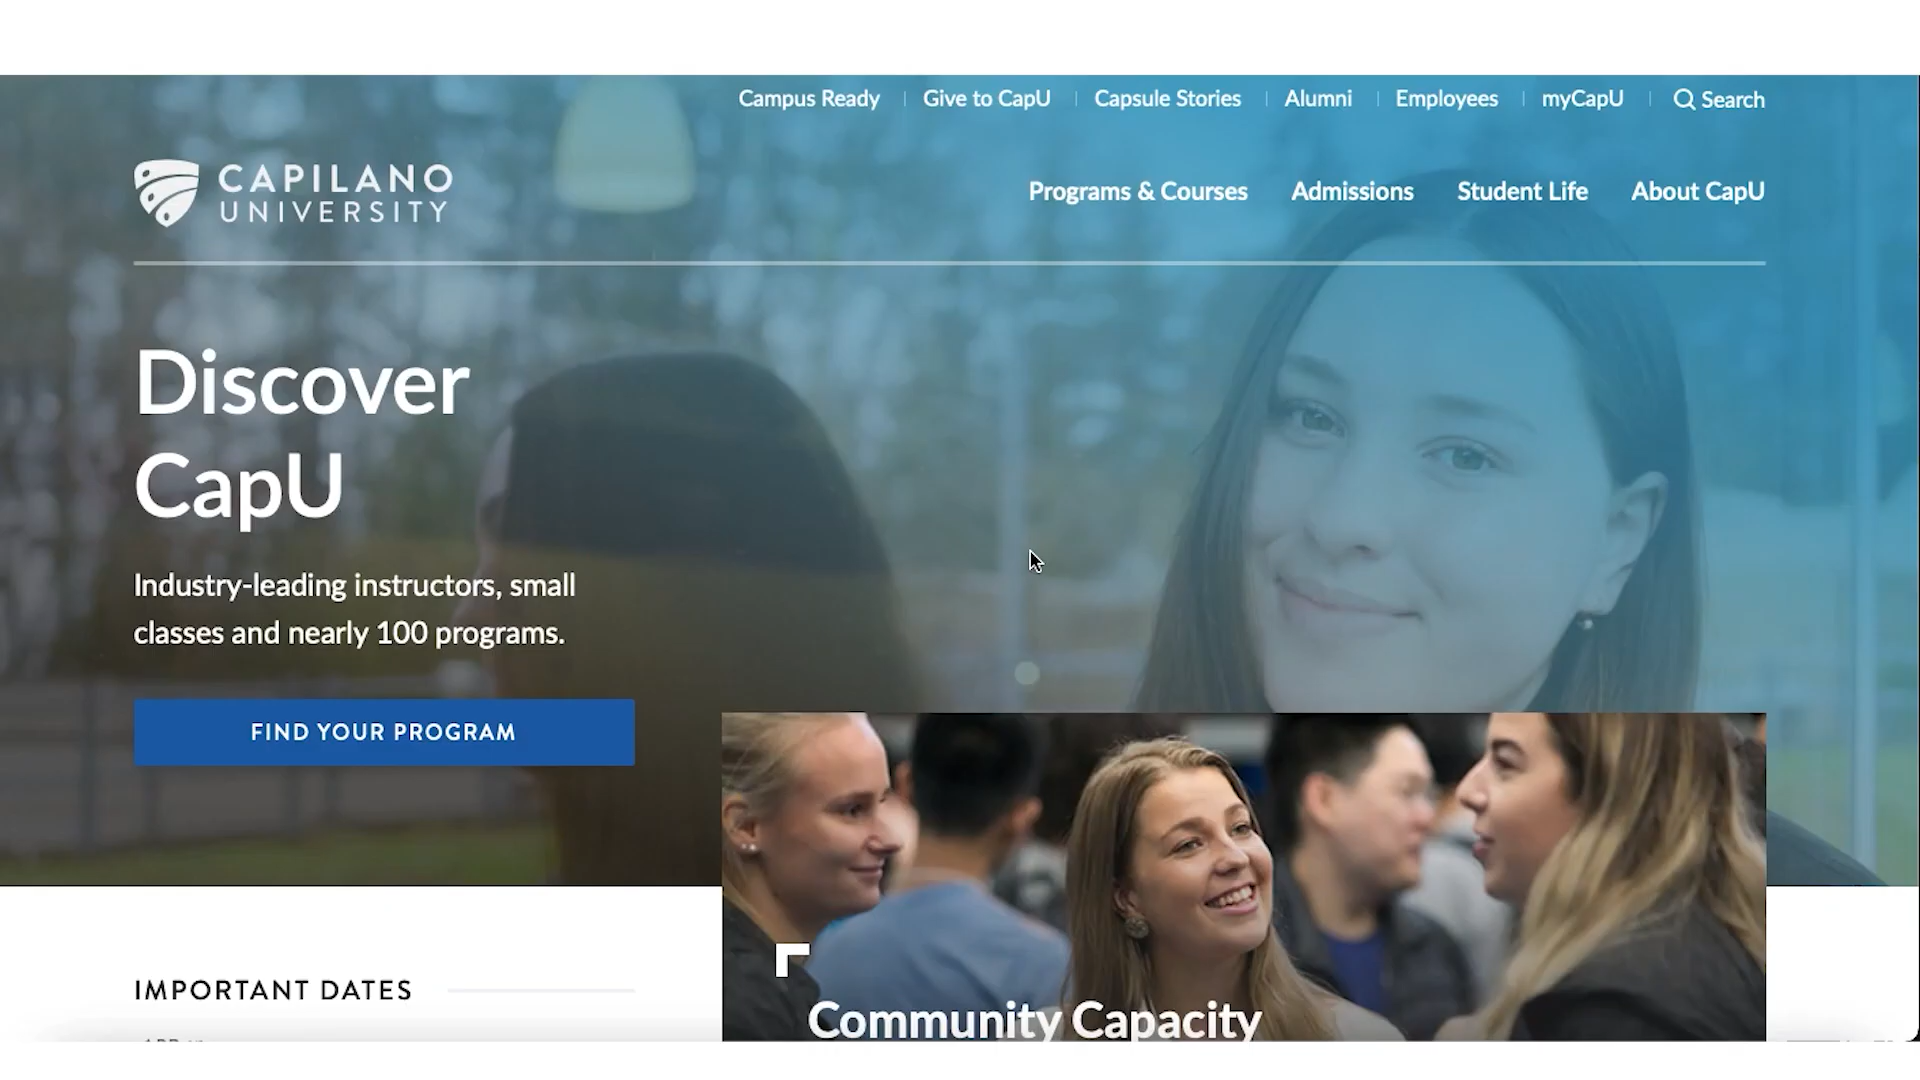 Campus Ready
Give to CapU
Capsule Stories
Alumni
Employees
myCapU
Search
CAPILANO
UNIVERSITY
Programs & Courses
Admissions
Student Life
About CapU
Discover
CapU
Industry-leading instructors, small
classes and nearly 100 programs.
FIND YOUR PROGRAM
IMPORTANT DATES
Community Capacity